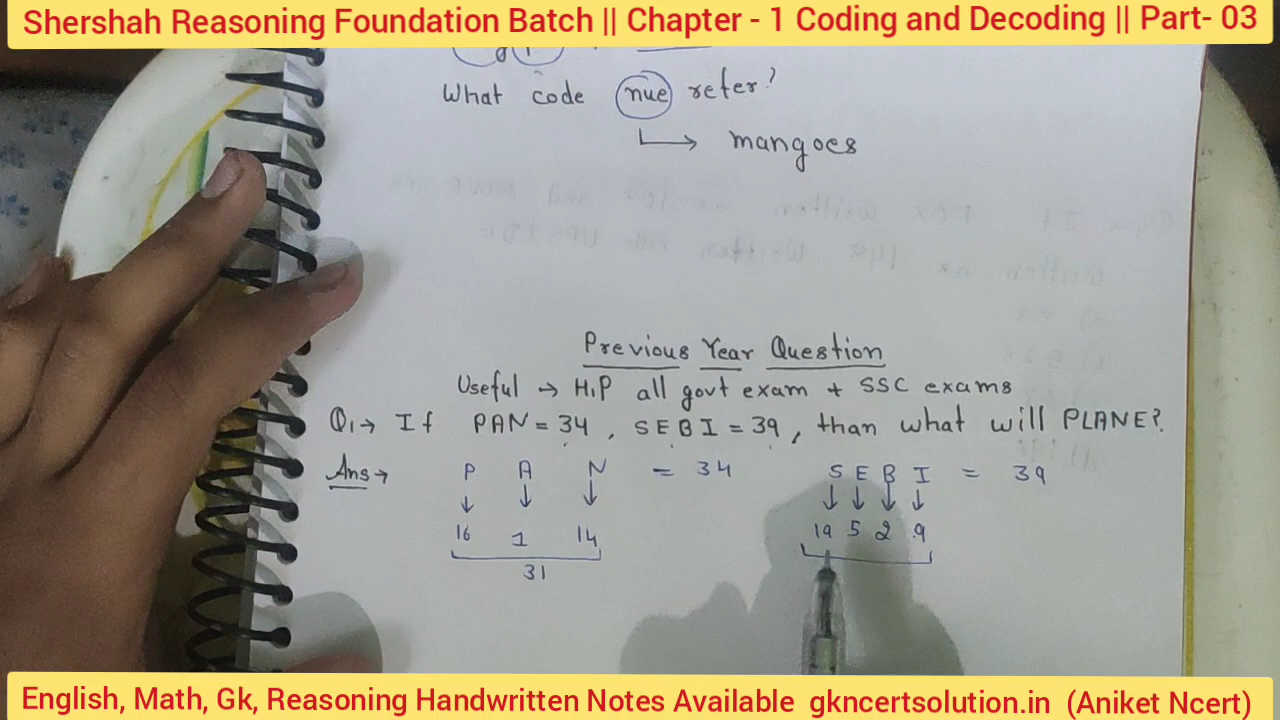 Shershah Reasoning Foundation Batch || Chapter - 1 Coding and Decoding || Part- 03
What code nue refer?
↳ mangoes
Previous Year Question
Useful → H.P all govt exam + SSC exams
Q1→ If PAN = 34, SEBI = 39, than what will PLANE?
Ans→ P A N = 34 S E B I = 39
↓ ↓ ↓ ↓ ↓ ↓ ↓
16 1 14 19 5 2 9
31
English, Math, Gk, Reasoning Handwritten Notes Available gkncertsolution.in (Aniket Ncert)